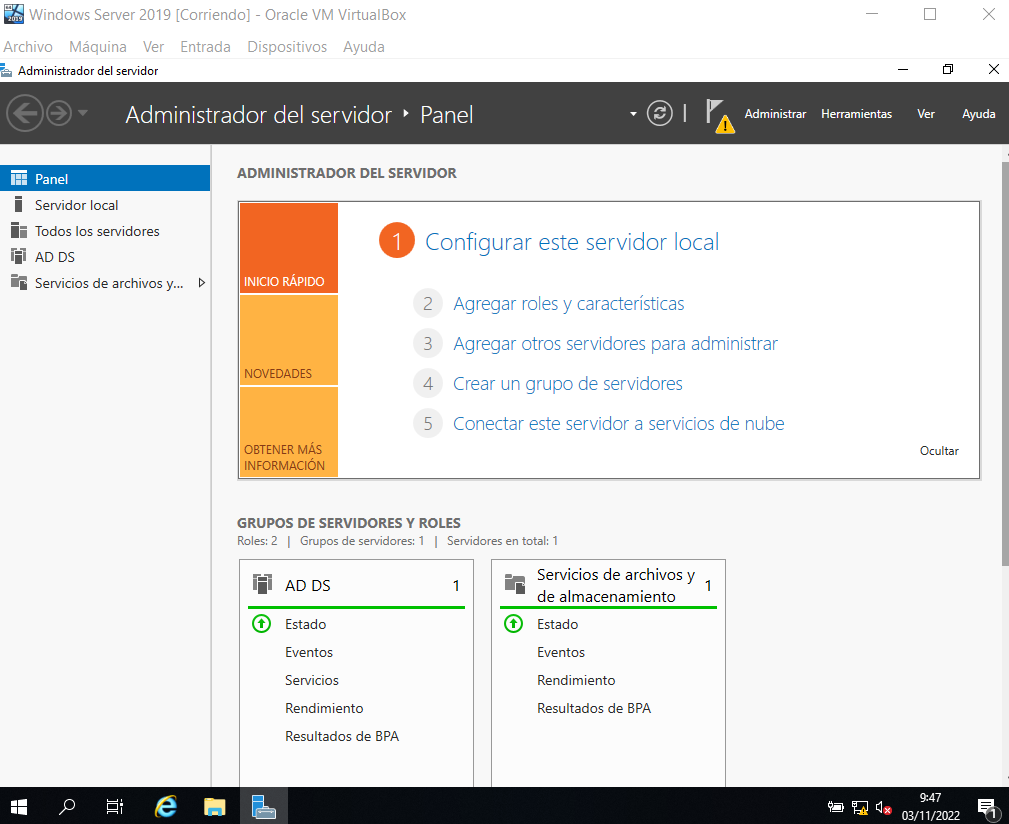 Windows Server 2019 [Corriendo] - Oracle VM VirtualBox
Archivo Máquina Ver Entrada Dispositivos Ayuda
Administrador del servidor
Administrador del servidor ‣ Panel
Administrar Herramientas Ver Ayuda
Panel
Servidor local
Todos los servidores
AD DS
Servicios de archivos y...
ADMINISTRADOR DEL SERVIDOR
INICIO RÁPIDO
NOVEDADES
OBTENER MÁS
INFORMACIÓN
1 Configurar este servidor local
2 Agregar roles y características
3 Agregar otros servidores para administrar
4 Crear un grupo de servidores
5 Conectar este servidor a servicios de nube
Ocultar
GRUPOS DE SERVIDORES Y ROLES
Roles: 2 | Grupos de servidores: 1 | Servidores en total: 1
AD DS 1
Estado
Eventos
Servicios
Rendimiento
Resultados de BPA
Servicios de archivos y
de almacenamiento 1
Estado
Eventos
Rendimiento
Resultados de BPA
9:47
03/11/2022
1